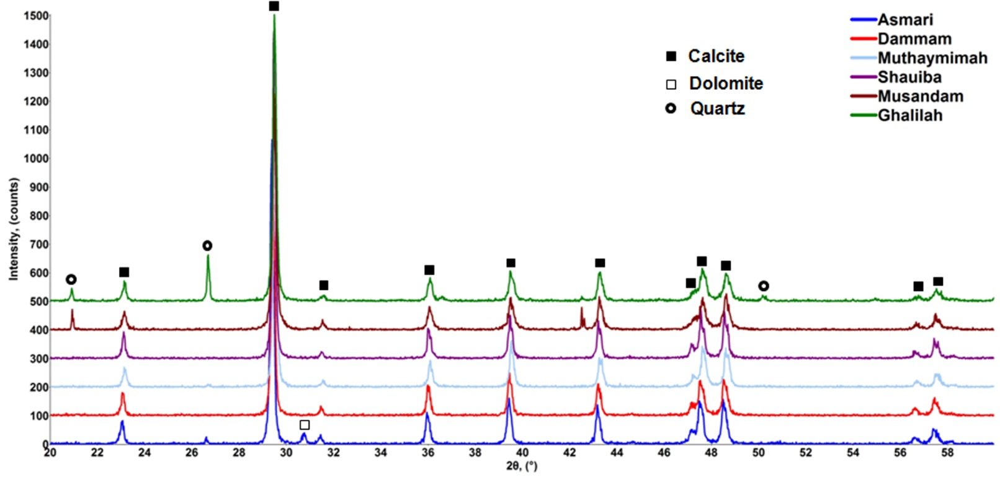 1500
1400
1300
1200
1100
1000
900
800
700
600
500
400
300
200
100
0
Intensity, (counts)
20 22 24 26 28 30 32 34 36 38 40 42 44 46 48 50 52 54 56 58
2θ, (°)
Calcite
Dolomite
Quartz
Asmari
Dammam
Muthaymimah
Shauiba
Musandam
Ghalilah